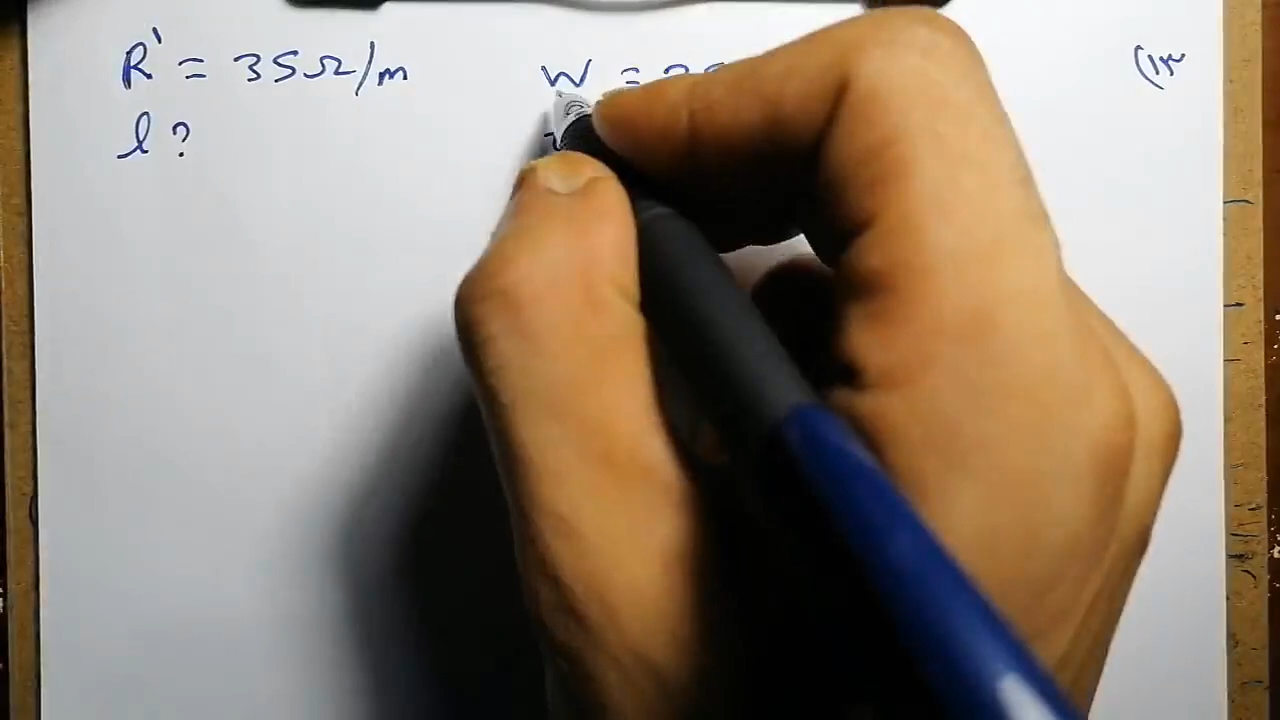 R' = 35Ω/m W =
l ?